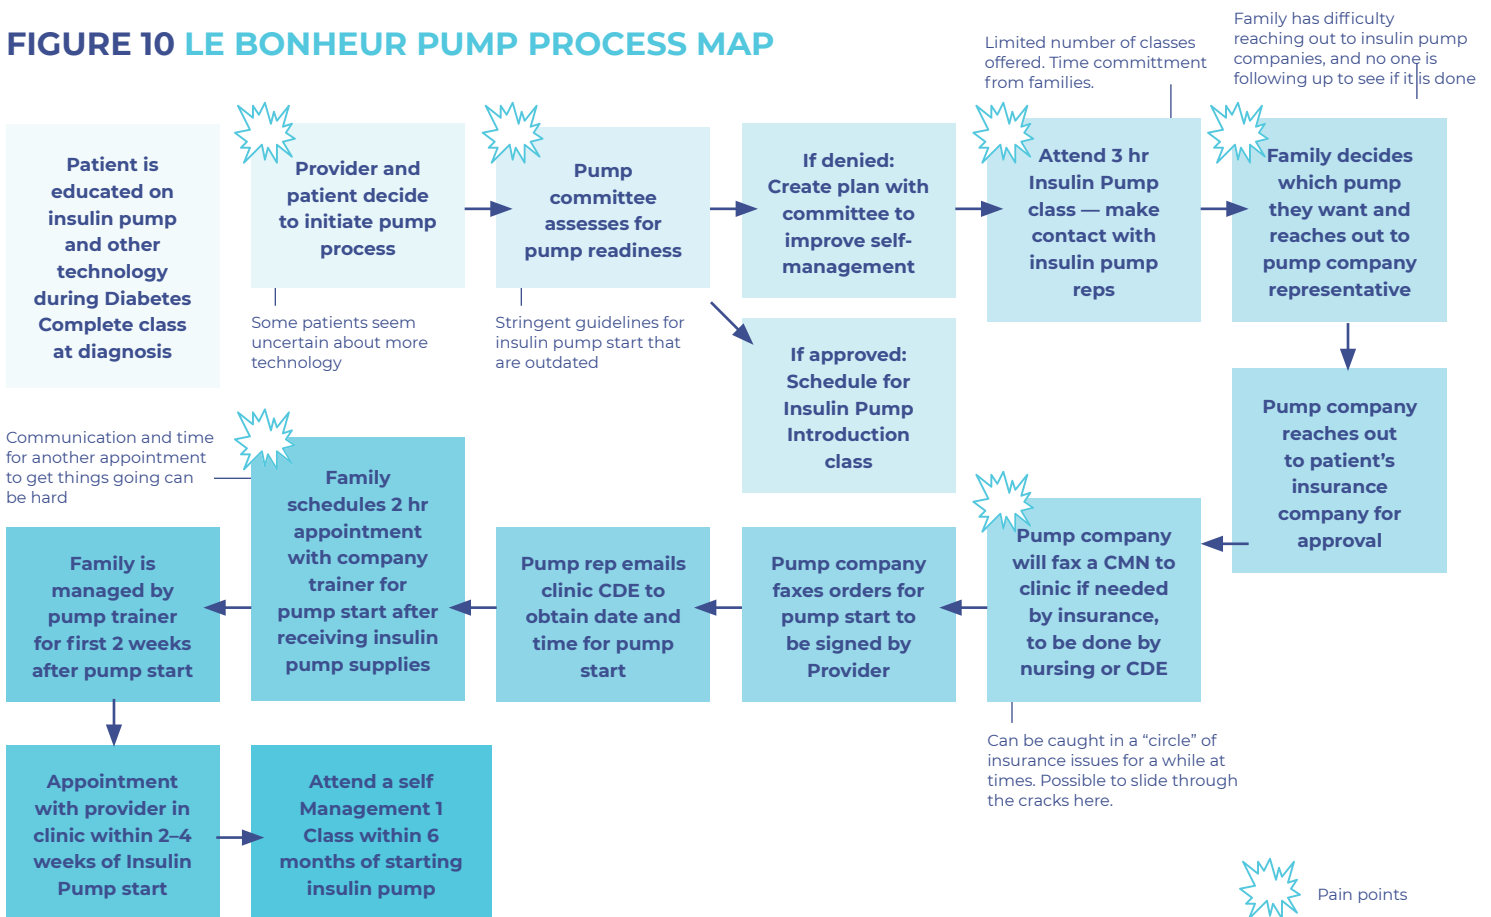 FIGURE 10 LE BONHEUR PUMP PROCESS MAP
Limited number of classes
offered. Time committment
from families.
Family has difficulty
reaching out to insulin pump
companies, and no one is
following up to see if it is done
Patient is
educated on
insulin pump
and other
technology
during Diabetes
Complete class
at diagnosis
Provider and
patient decide
to initiate pump
process
Some patients seem
uncertain about more
technology
Pump
committee
assesses for
pump readiness
Stringent guidelines for
insulin pump start that
are outdated
If denied:
Create plan with
committee to
improve self-
management
If approved:
Schedule for
Insulin Pump
Introduction
class
Attend 3 hr
Insulin Pump
class — make
contact with
insulin pump
reps
Family decides
which pump
they want and
reaches out to
pump company
representative
Pump company
reaches out
to patient’s
insurance
company for
approval
Pump company
will fax a CMN to
clinic if needed
by insurance,
to be done by
nursing or CDE
Can be caught in a “circle” of
insurance issues for a while at
times. Possible to slide through
the cracks here.
Pump company
faxes orders for
pump start to
be signed by
Provider
Pump rep emails
clinic CDE to
obtain date and
time for pump
start
Family
schedules 2 hr
appointment
with company
trainer for
pump start after
receiving insulin
pump supplies
Communication and time
for another appointment
to get things going can
be hard
Family is
managed by
pump trainer
for first 2 weeks
after pump start
Appointment
with provider in
clinic within 2–4
weeks of Insulin
Pump start
Attend a self
Management 1
Class within 6
months of starting
insulin pump
Pain points